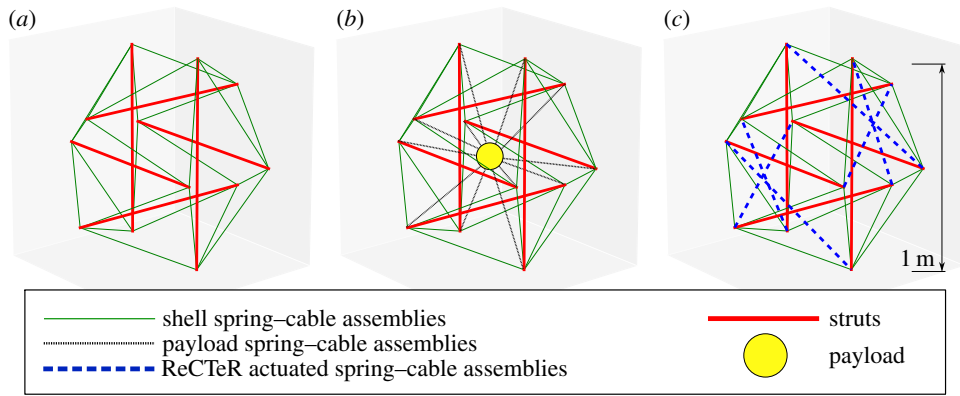 (a) (b) (c)
1 m
shell spring–cable assemblies
payload spring–cable assemblies
ReCTeR actuated spring–cable assemblies
struts
payload